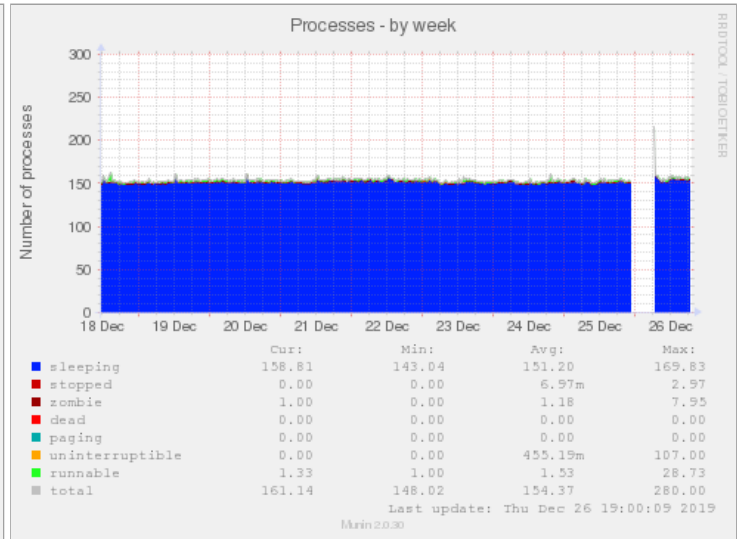 Processes - by week
RRDTOOL / TOBI OETIKER
Number of processes
300
250
200
150
100
50
0
18 Dec 19 Dec 20 Dec 21 Dec 22 Dec 23 Dec 24 Dec 25 Dec 26 Dec
Cur: Min: Avg: Max:
sleeping 158.81 143.04 151.20 169.83
stopped 0.00 0.00 6.97m 2.97
zombie 1.00 0.00 1.18 7.95
dead 0.00 0.00 0.00 0.00
paging 0.00 0.00 0.00 0.00
uninterruptible 0.00 0.00 455.19m 107.00
runnable 1.33 1.00 1.53 28.73
total 161.14 148.02 154.37 280.00
Last update: Thu Dec 26 19:00:09 2019
Munin 2.0.30